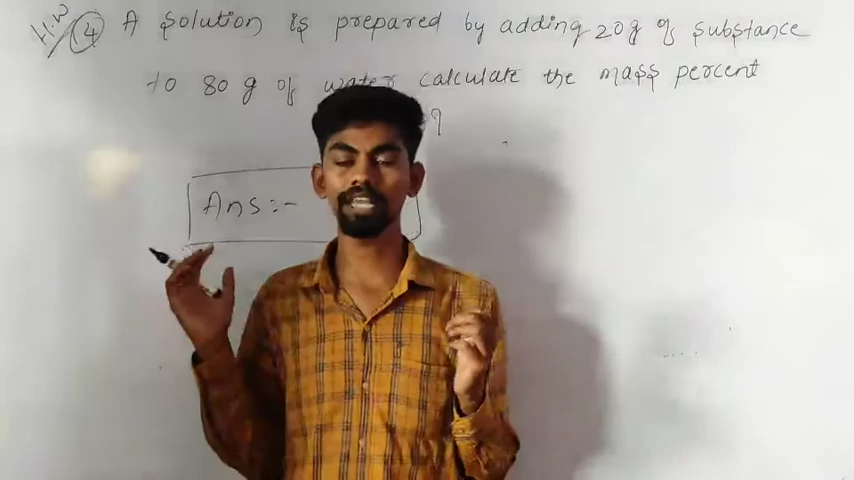 H.W (4) A solution is prepared by adding 20g of substance
to 80 g of water calculate the mass percent
Ans:-